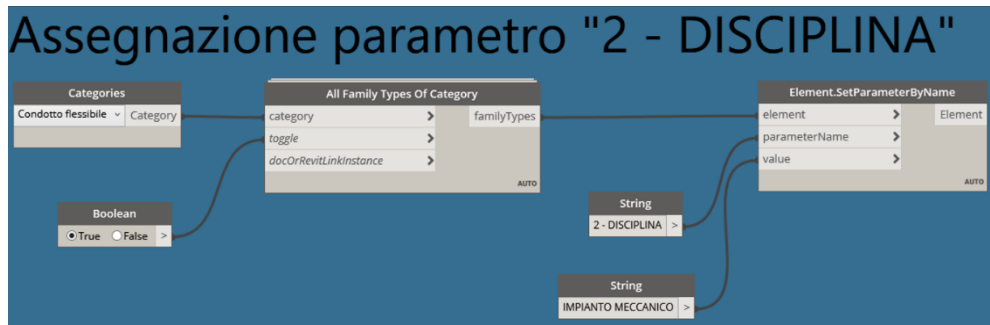 Assegnazione parametro "2 - DISCIPLINA"
Categories
Condotto flessibile Category
All Family Types Of Category
category > familyTypes
toggle >
docOrRevitLinkInstance >
AUTO
Element.SetParameterByName
element > Element
parameterName >
value >
AUTO
Boolean
True False >
String
2 - DISCIPLINA >
String
IMPIANTO MECCANICO >